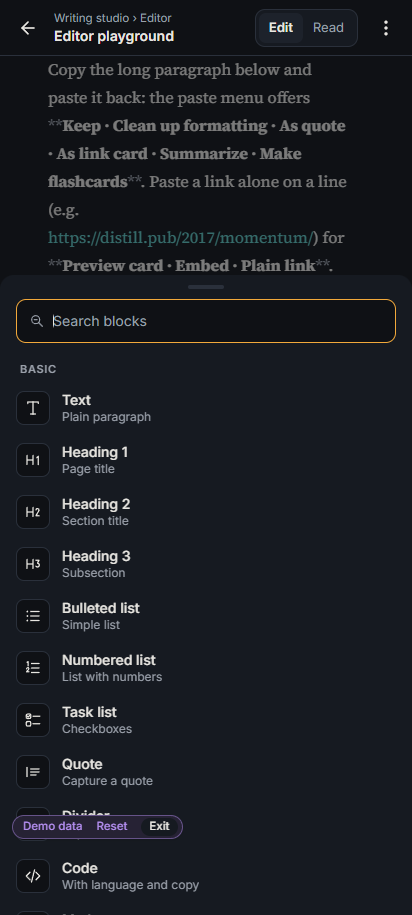 Writing studio › Editor
Editor playground
Edit
Read
Copy the long paragraph below and
paste it back: the paste menu offers
**Keep · Clean up formatting · As quote
· As link card · Summarize · Make
flashcards**. Paste a link alone on a line
(e.g.
https://distill.pub/2017/momentum/) for
**Preview card · Embed · Plain link**.
Search blocks
BASIC
Text
Plain paragraph
H1
Heading 1
Page title
H2
Heading 2
Section title
H3
Heading 3
Subsection
Bulleted list
Simple list
Numbered list
List with numbers
Task list
Checkboxes
Quote
Capture a quote
Divider
Demo data
Reset
Exit
Code
With language and copy